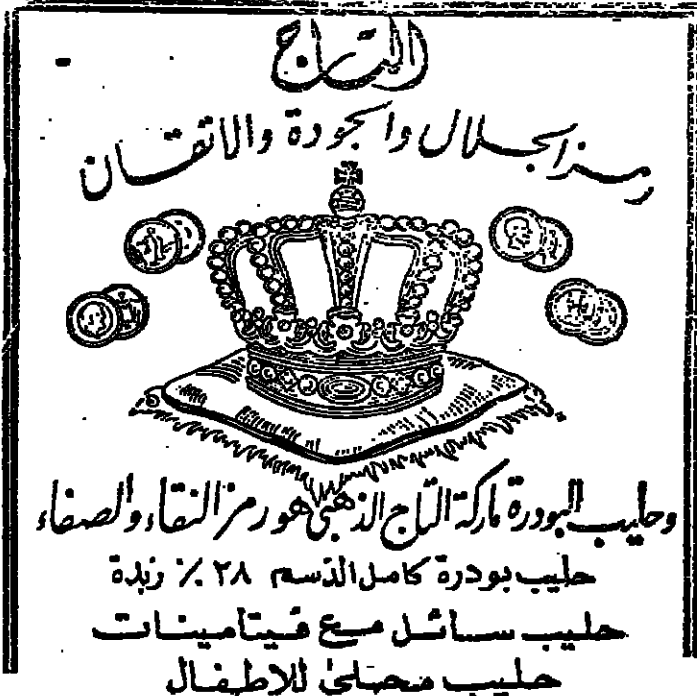 التاج
رمز الجلال والجودة والاتقان
وحليب البودرة ماركة التاج الذهبي هو رمز النقاء والصفاء
حليب بودرة كامل الدسم ٢٨ ٪ زبدة
حليب سائل مع فيتامينات
حليب محلى للاطفال